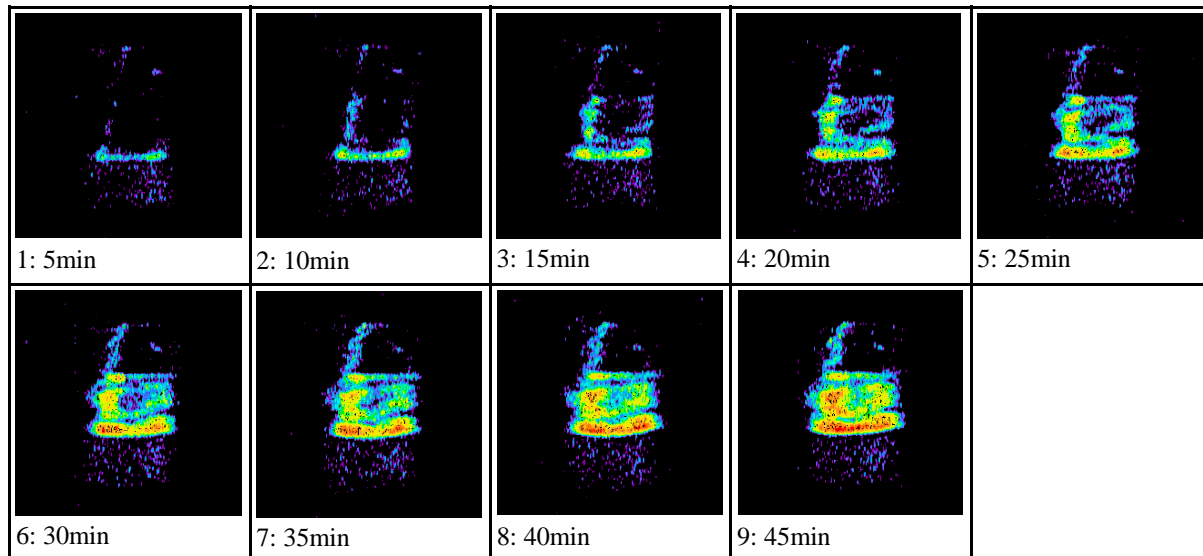 1: 5min
2: 10min
3: 15min
4: 20min
5: 25min
6: 30min
7: 35min
8: 40min
9: 45min